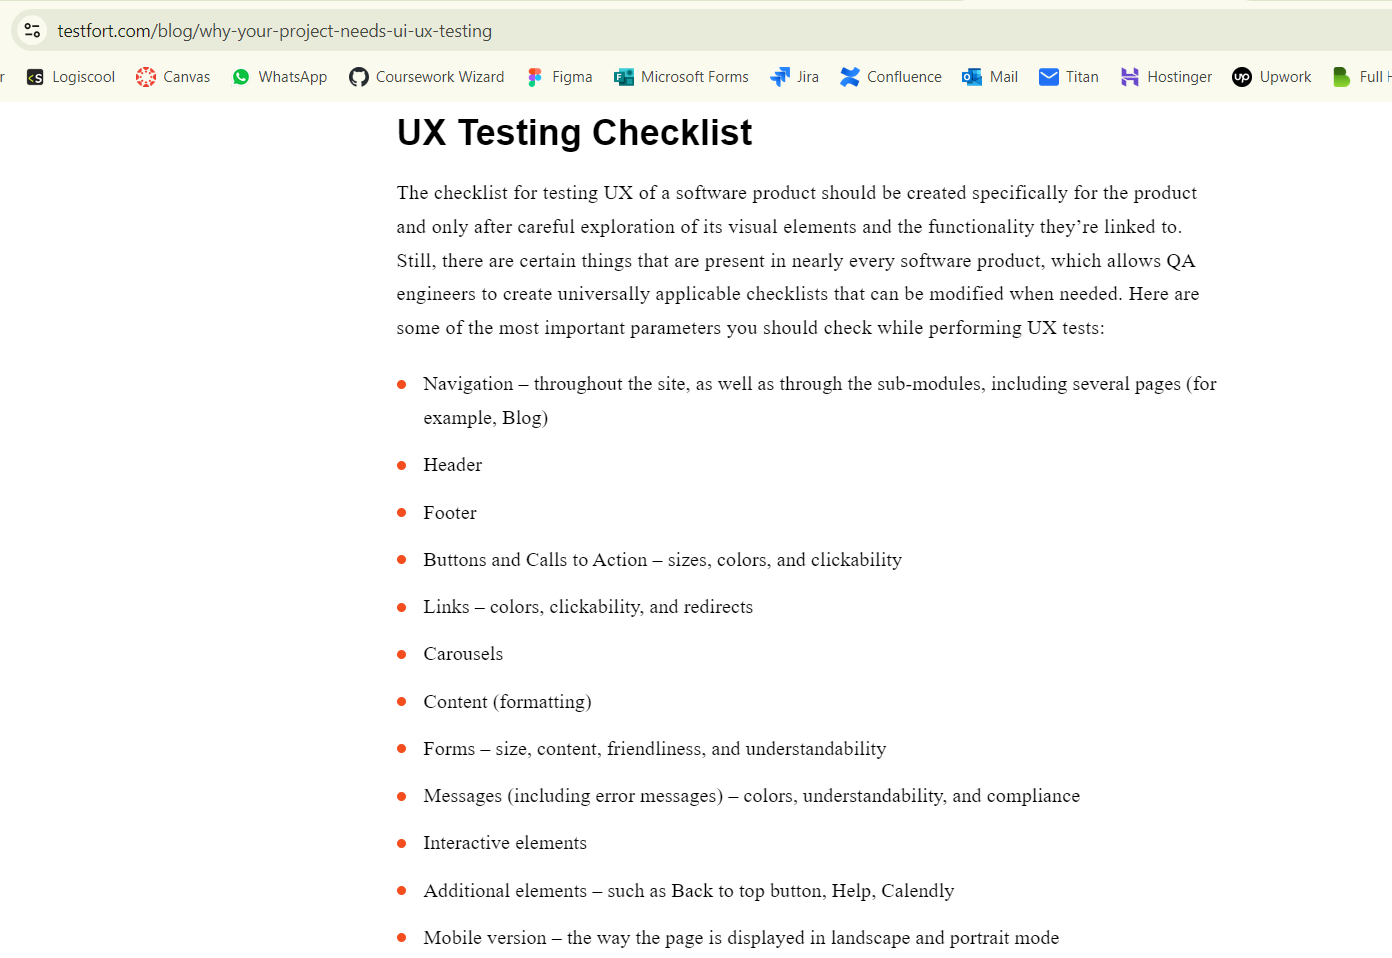 testfort.com/blog/why-your-project-needs-ui-ux-testing
r Logiscool Canvas WhatsApp Coursework Wizard Figma Microsoft Forms Jira Confluence Mail Titan Hostinger up Upwork Full H
UX Testing Checklist
The checklist for testing UX of a software product should be created specifically for the product
and only after careful exploration of its visual elements and the functionality they’re linked to.
Still, there are certain things that are present in nearly every software product, which allows QA
engineers to create universally applicable checklists that can be modified when needed. Here are
some of the most important parameters you should check while performing UX tests:
Navigation – throughout the site, as well as through the sub-modules, including several pages (for
example, Blog)
Header
Footer
Buttons and Calls to Action – sizes, colors, and clickability
Links – colors, clickability, and redirects
Carousels
Content (formatting)
Forms – size, content, friendliness, and understandability
Messages (including error messages) – colors, understandability, and compliance
Interactive elements
Additional elements – such as Back to top button, Help, Calendly
Mobile version – the way the page is displayed in landscape and portrait mode